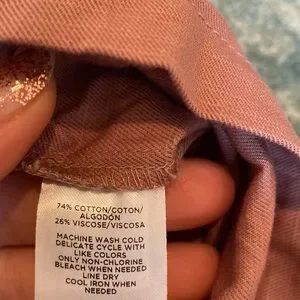 74% COTTON/COTON/
ALGODÓN
26% VISCOSE/VISCOSA
MACHINE WASH COLD
DELICATE CYCLE WITH
LIKE COLORS
ONLY NON-CHLORINE
BLEACH WHEN NEEDED
LINE DRY
COOL IRON WHEN
NEEDED